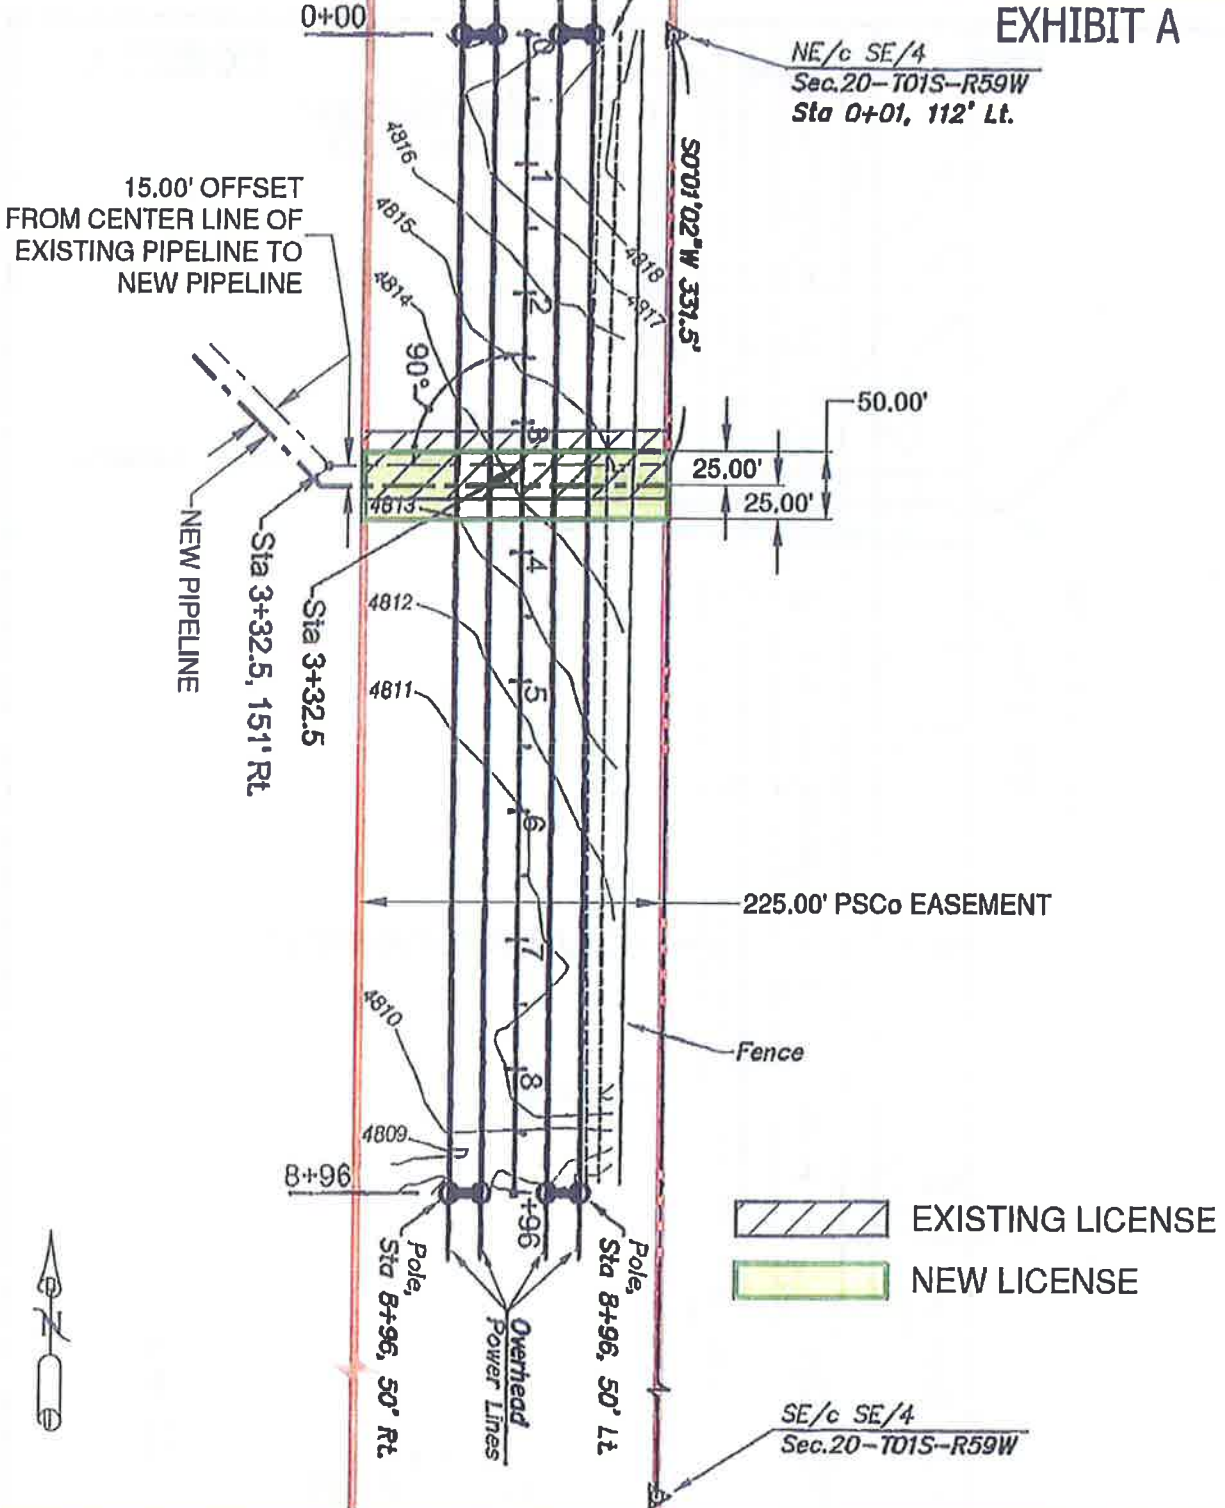 EXHIBIT A
0+00
NE/c SE/4
Sec.20-T01S-R59W
Sta 0+01, 112' Lt.
0
1
2
3
4
5
6
7
8
+96
4816
4815
4814
4818
4917
S0°01'02"W 331.5'
15.00' OFFSET
FROM CENTER LINE OF
EXISTING PIPELINE TO
NEW PIPELINE
90°
50.00'
25.00'
25.00'
4813
4812
4811
NEW PIPELINE
Sta 3+32.5, 151' Rt.
Sta 3+32.5
225.00' PSCo EASEMENT
4810
Fence
4809
8+96
Pole,
Sta 8+96, 50' Rt.
Overhead
Power Lines
Pole,
Sta 8+96, 50' Lt.
EXISTING LICENSE
NEW LICENSE
N
SE/c SE/4
Sec.20-T01S-R59W